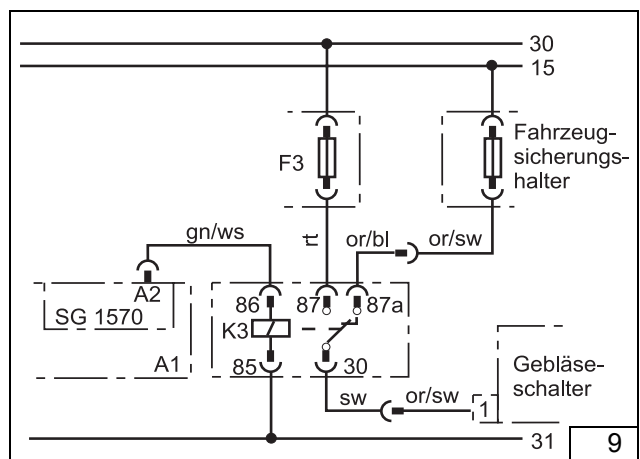 30
15
Fahrzeug-
sicherungs-
halter
F3
gn/ws
rt
or/bl
or/sw
A2
SG 1570
A1
86
87
87a
K3
85
30
Gebläse-
schalter
sw
or/sw
1
31
9